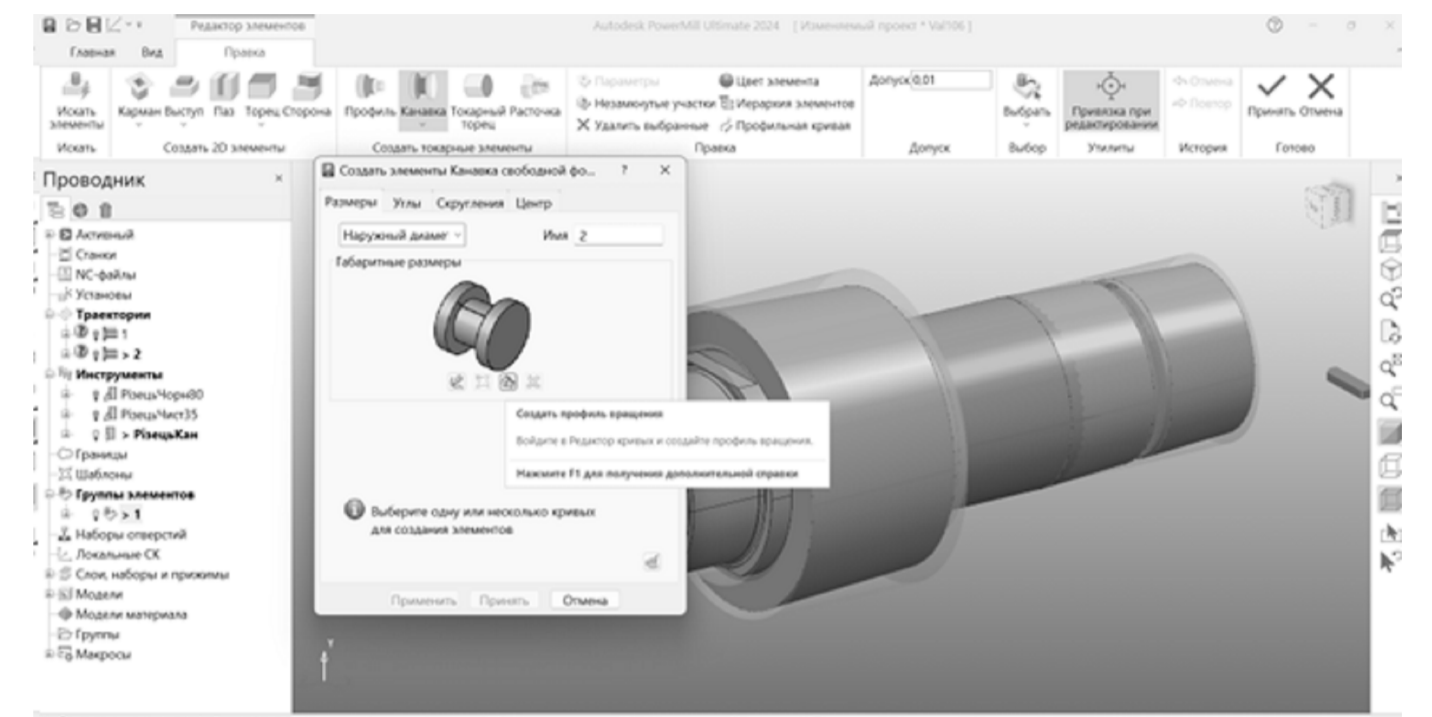 Редактор элементов
Autodesk PowerMill Ultimate 2024 [ Изменяемый проект * Val106 ]
Главная Вид Правка
Искать элементы
Карман Выступ Паз Торец Сторона
Профиль Канавка Токарный торец Расточка
Параметры
Незамкнутые участки
Удалить выбранные
Цвет элемента
Иерархия элементов
Профильная кривая
Допуск 0,01
Выбрать
Привязка при редактировании
Отмена
Повтор
Принять Отмена
Искать Создать 2D элементы Создать токарные элементы Правка Допуск Выбор Утилиты История Готово
Проводник ×
Активный
Станки
NC-файлы
Установы
Траектории
1
> 2
Инструменты
РізецьЧорн80
РізецьЧист35
> РізецьКан
Границы
Шаблоны
Группы элементов
> 1
Наборы отверстий
Локальные СК
Слои, наборы и прижимы
Модели
Модели материала
Группы
Макросы
Создать элементы Канавка свободной фо... ? ×
Размеры Углы Скругления Центр
Наружный диамет Имя 2
Габаритные размеры
Создать профиль вращения
Войдите в Редактор кривых и создайте профиль вращения.
Нажмите F1 для получения дополнительной справки
Выберите одну или несколько кривых
для создания элементов
Применить Принять Отмена
Y